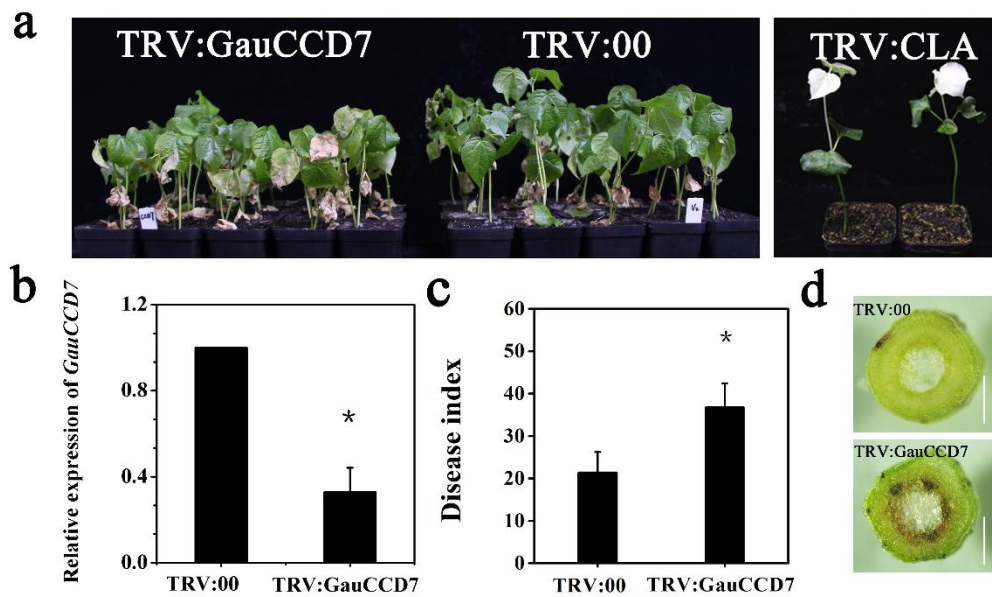 a
TRV:GauCCD7
TRV:00
TRV:CLA
b
Relative expression of GauCCD7
1.2
0.8
0.4
0.0
TRV:00
TRV:GauCCD7
*
c
Disease index
60
50
40
30
20
10
0
TRV:00
TRV:GauCCD7
*
d
TRV:00
TRV:GauCCD7